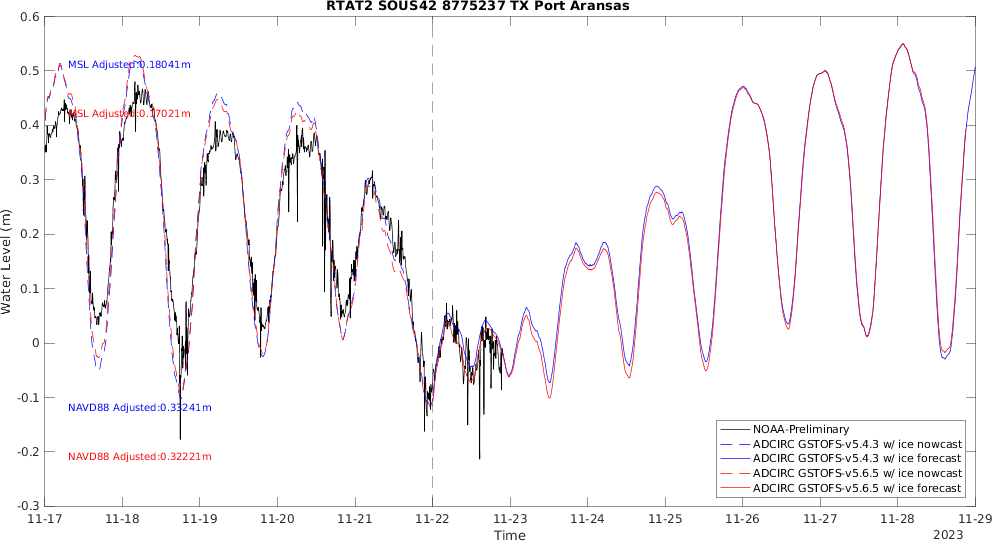 RTAT2 SOUS42 8775237 TX Port Aransas
0.6
0.5
0.4
0.3
0.2
0.1
0
-0.1
-0.2
-0.3
Water Level (m)
MSL Adjusted:0.18041m
MSL Adjusted:0.17021m
NAVD88 Adjusted:0.33241m
NAVD88 Adjusted:0.32221m
NOAA-Preliminary
ADCIRC GSTOFS-v5.4.3 w/ ice nowcast
ADCIRC GSTOFS-v5.4.3 w/ ice forecast
ADCIRC GSTOFS-v5.6.5 w/ ice nowcast
ADCIRC GSTOFS-v5.6.5 w/ ice forecast
11-17 11-18 11-19 11-20 11-21 11-22 11-23 11-24 11-25 11-26 11-27 11-28 11-29
Time
2023